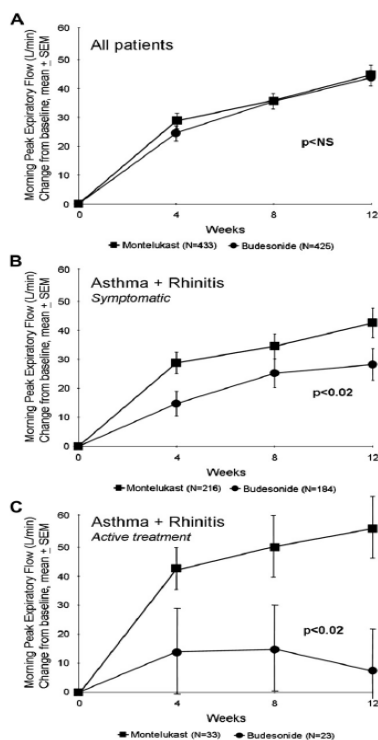 A
All patients
Morning Peak Expiratory Flow (L/min)
Change from baseline, mean ± SEM
60
50
40
30
20
10
0
p<NS
0
4
8
12
Weeks
Montelukast (N=433)
Budesonide (N=425)
B
Asthma + Rhinitis
Symptomatic
Morning Peak Expiratory Flow (L/min)
Change from baseline, mean ± SEM
60
50
40
30
20
10
0
p<0.02
0
4
8
12
Weeks
Montelukast (N=216)
Budesonide (N=184)
C
Asthma + Rhinitis
Active treatment
Morning Peak Expiratory Flow (L/min)
Change from baseline, mean ± SEM
60
50
40
30
20
10
0
p<0.02
0
4
8
12
Weeks
Montelukast (N=33)
Budesonide (N=23)